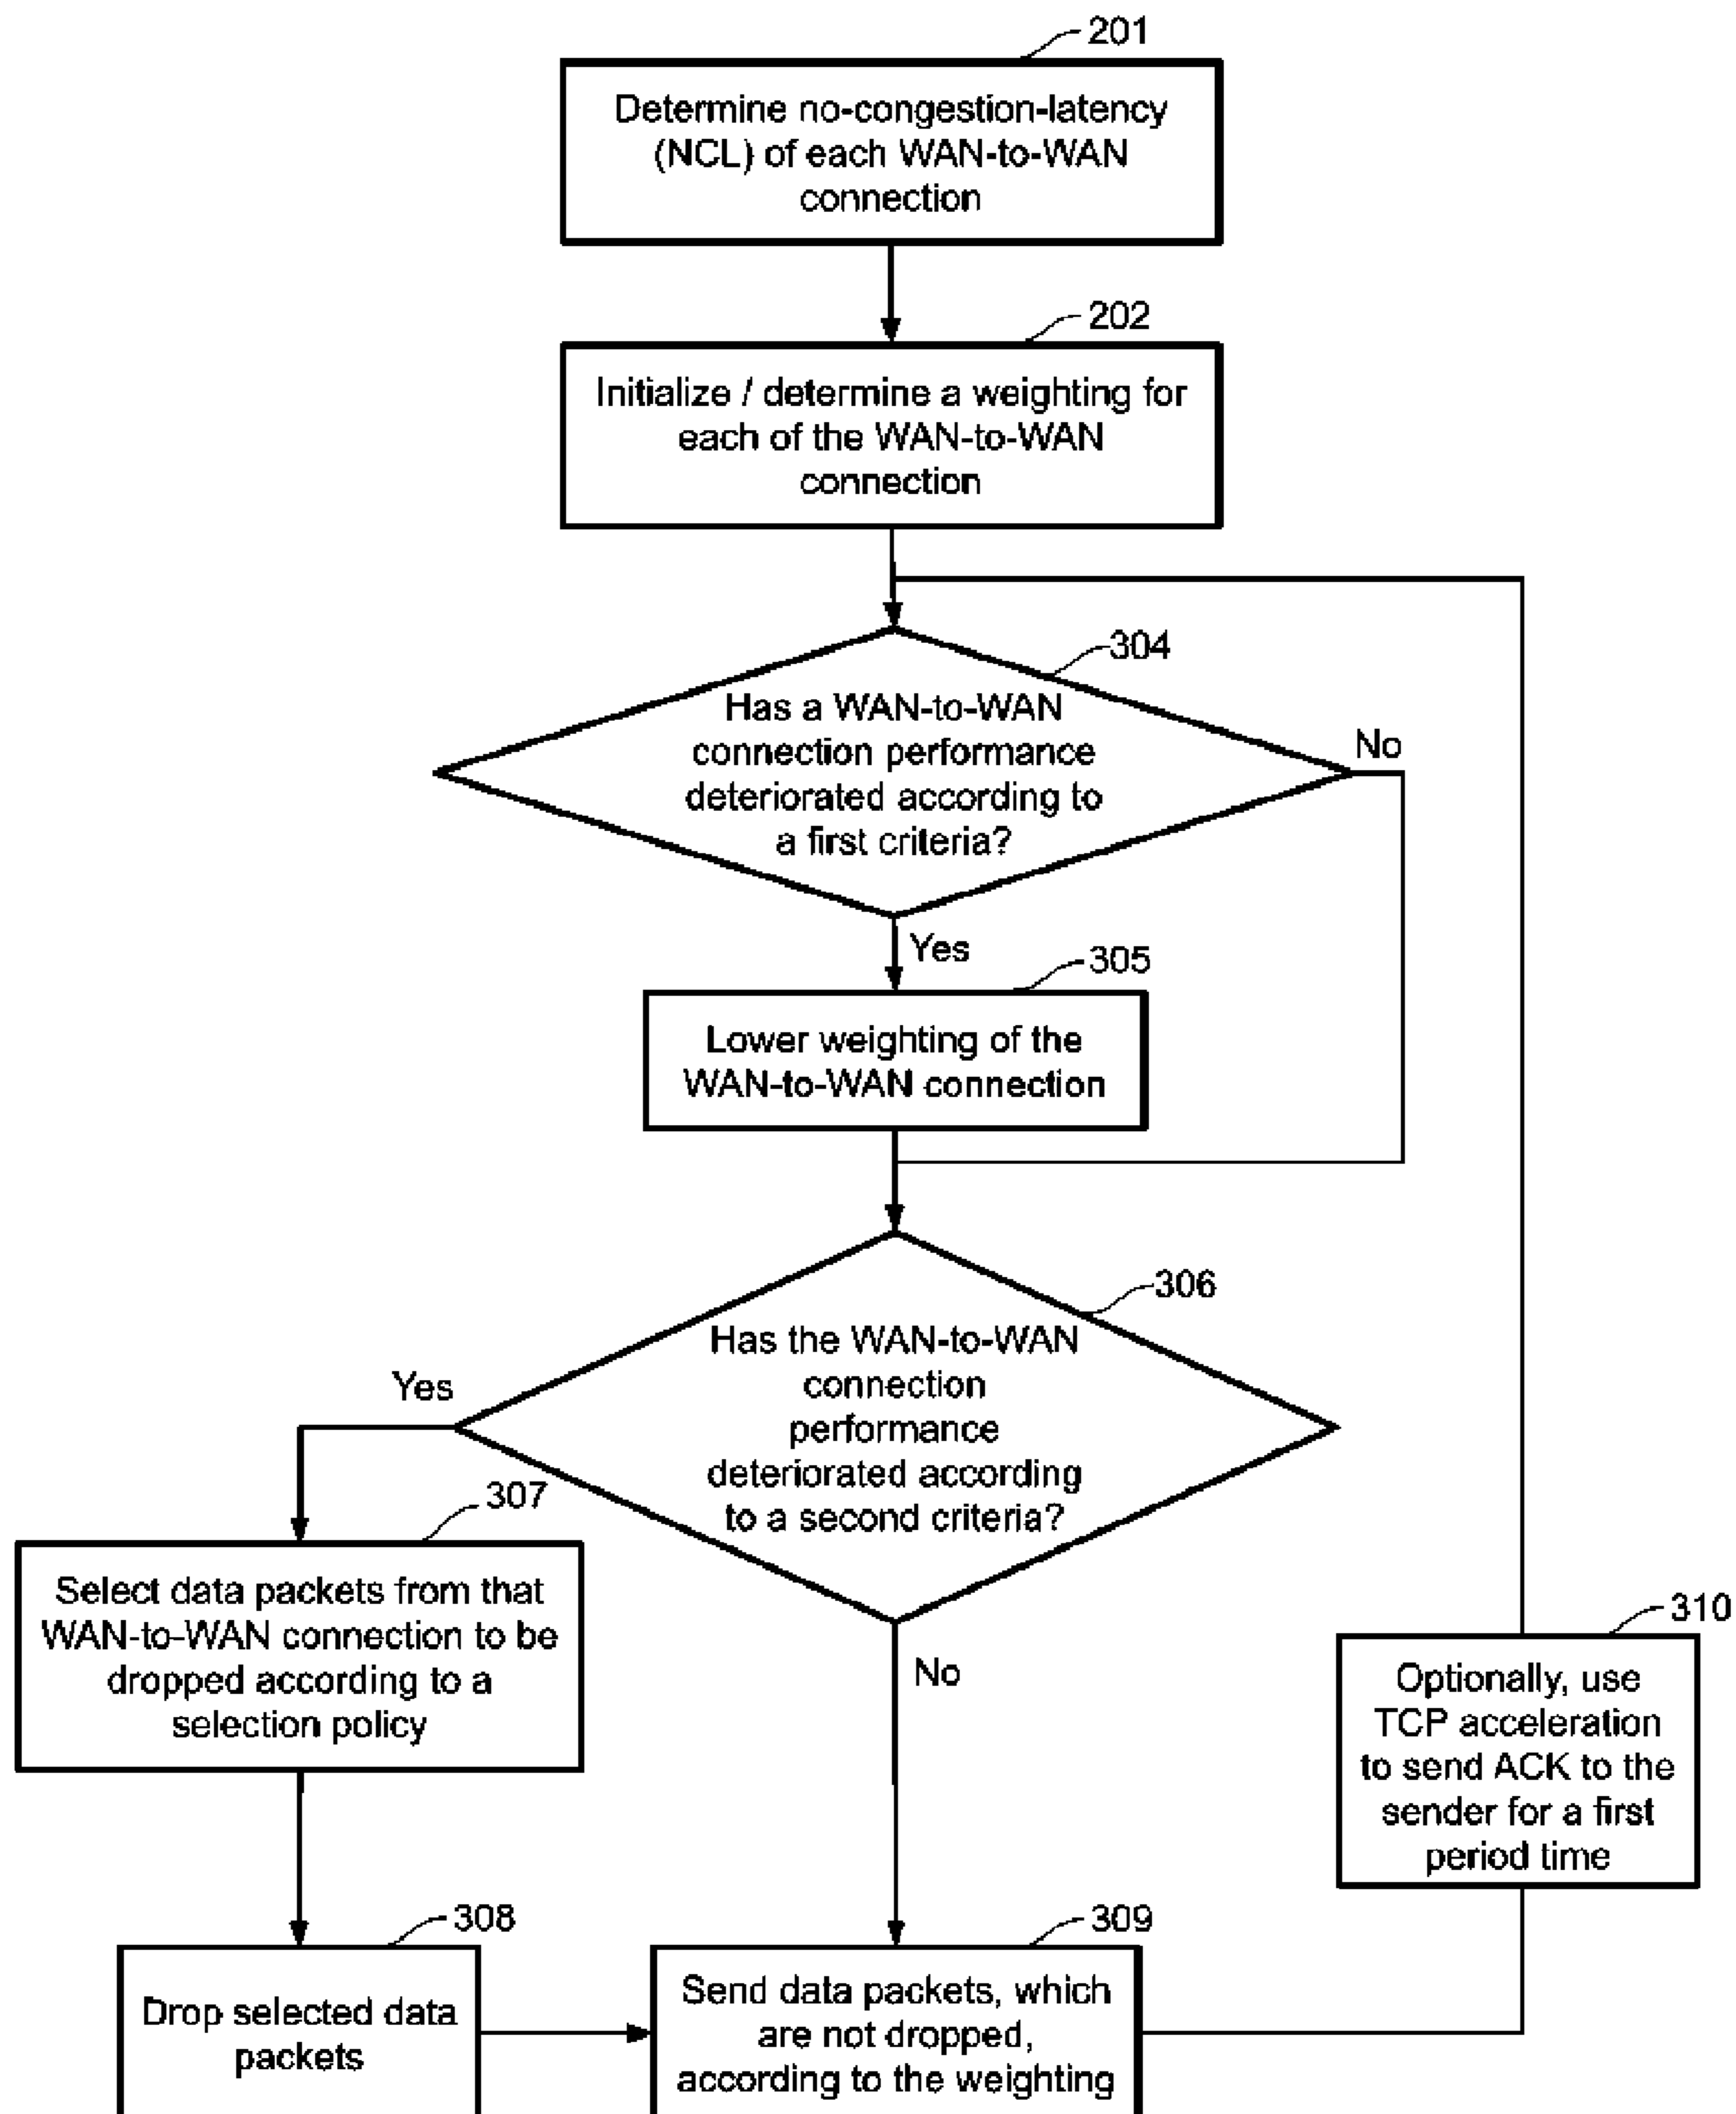 201
Determine no-congestion-latency
(NCL) of each WAN-to-WAN
connection
202
Initialize / determine a weighting for
each of the WAN-to-WAN
connection
304
Has a WAN-to-WAN
connection performance
deteriorated according to
a first criteria?
No
Yes
305
Lower weighting of the
WAN-to-WAN connection
306
Has the WAN-to-WAN
connection
performance
deteriorated according
to a second criteria?
Yes
No
307
Select data packets from that
WAN-to-WAN connection to be
dropped according to a
selection policy
310
Optionally, use
TCP acceleration
to send ACK to the
sender for a first
period time
308
Drop selected data
packets
309
Send data packets, which
are not dropped,
according to the weighting